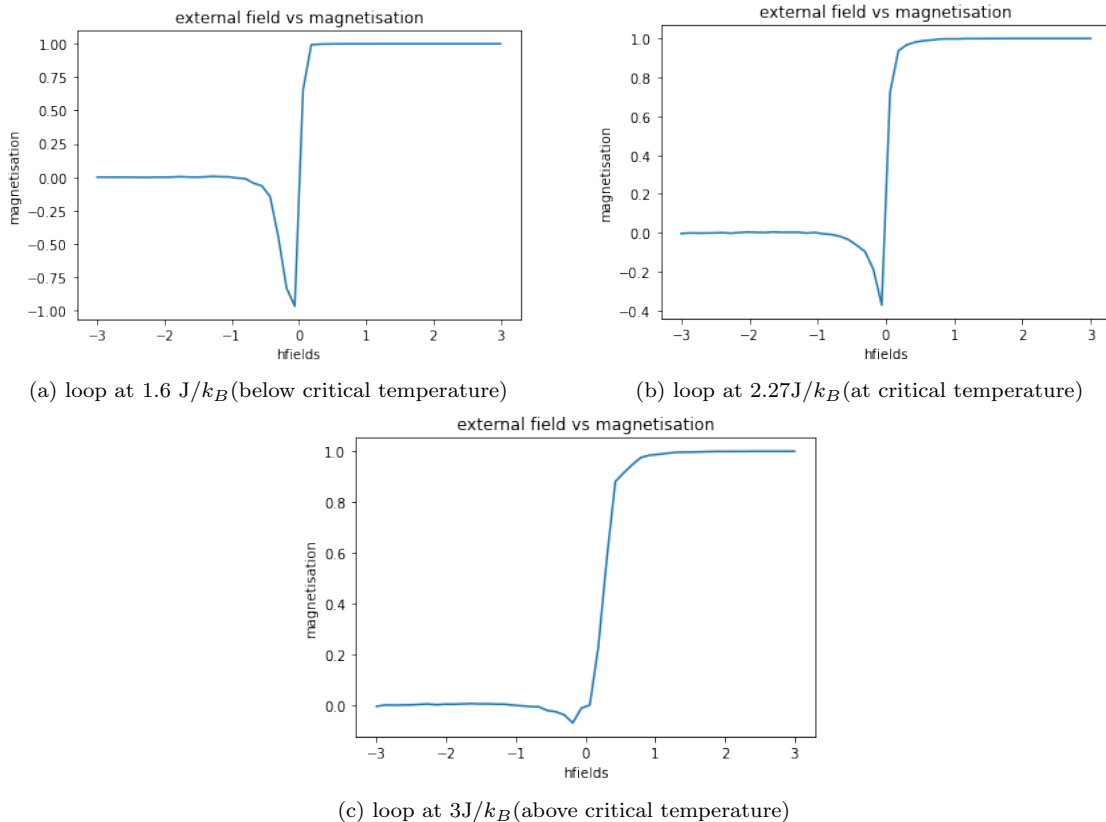 external field vs magnetisation
1.00
0.75
0.50
0.25
0.00
−0.25
−0.50
−0.75
−1.00
magnetisation
−3 −2 −1 0 1 2 3
hfields
(a) loop at 1.6 J/k_B(below critical temperature)
external field vs magnetisation
1.0
0.8
0.6
0.4
0.2
0.0
−0.2
−0.4
magnetisation
−3 −2 −1 0 1 2 3
hfields
(b) loop at 2.27J/k_B(at critical temperature)
external field vs magnetisation
1.0
0.8
0.6
0.4
0.2
0.0
magnetisation
−3 −2 −1 0 1 2 3
hfields
(c) loop at 3J/k_B(above critical temperature)